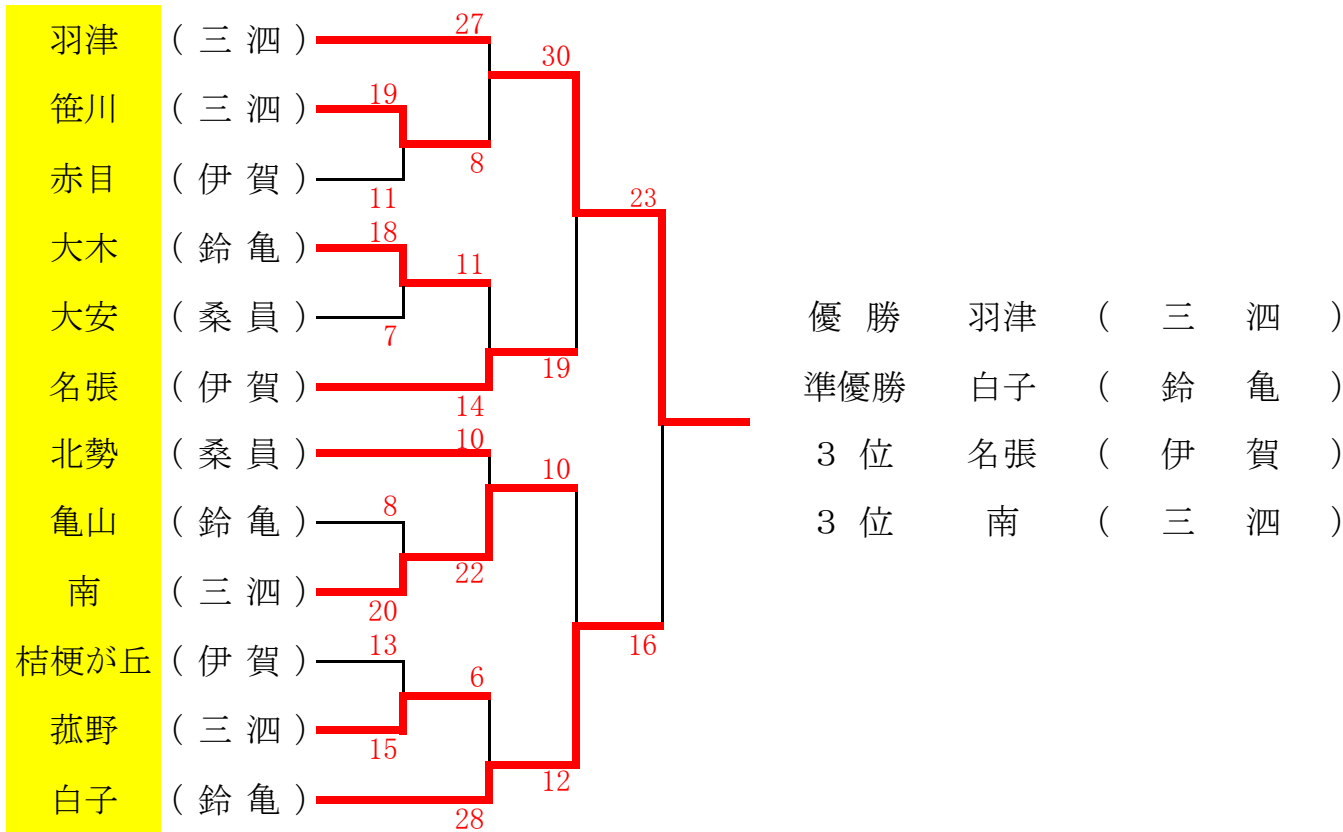 羽津 (三泗) 27
30
笹川 (三泗) 19
8
赤目 (伊賀) 11
23
大木 (鈴亀) 18
11
大安 (桑員) 7
優勝 羽津 (三泗)
19
名張 (伊賀) 14
準優勝 白子 (鈴亀)
北勢 (桑員) 10
10
3位 名張 (伊賀)
亀山 (鈴亀) 8
22
3位 南 (三泗)
南 (三泗) 20
16
桔梗が丘 (伊賀) 13
6
菰野 (三泗) 15
12
白子 (鈴亀) 28